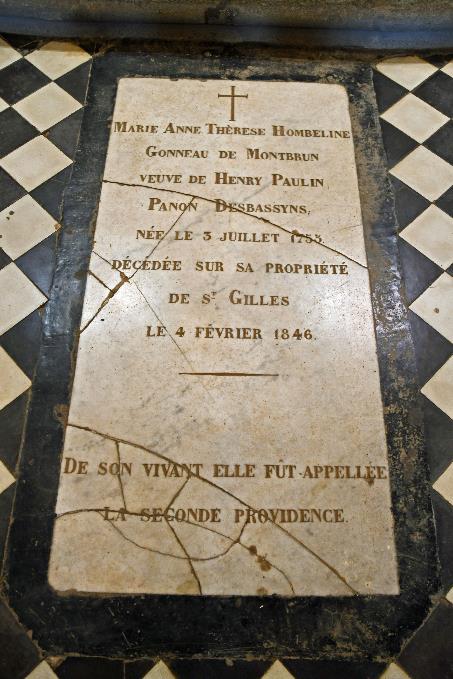 Marie Anne Thérèse Hombeline
Gonneau de Montbrun
veuve de Henry Paulin
Panon Desbassyns,
née le 3 juillet 1755
décédée sur sa propriété
de St. Gilles
le 4 février 1846.
De son vivant elle fut appellée
la seconde Providence.